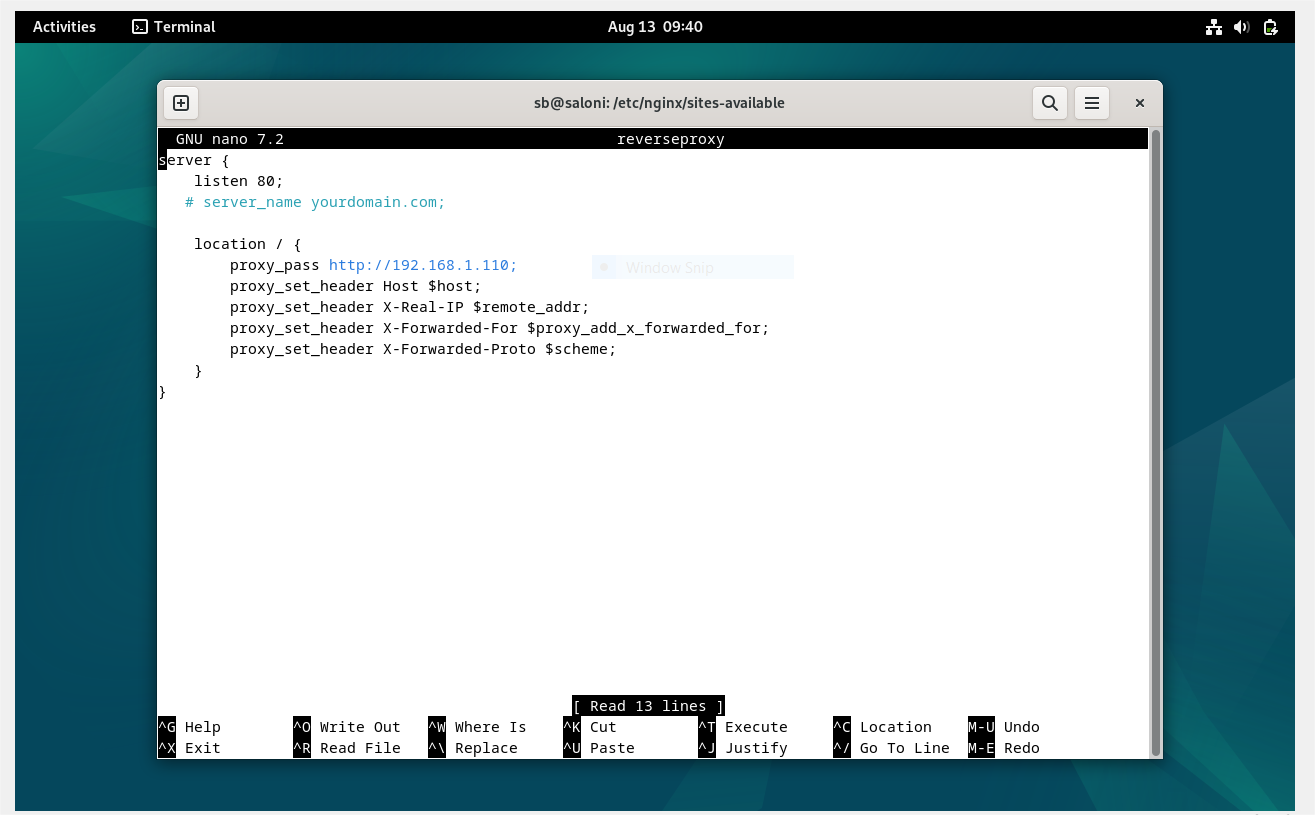 Activities Terminal Aug 13 09:40
sb@saloni: /etc/nginx/sites-available
GNU nano 7.2 reverseproxy
server {
    listen 80;
   # server_name yourdomain.com;

    location / {
        proxy_pass http://192.168.1.110;
        proxy_set_header Host $host;
        proxy_set_header X-Real-IP $remote_addr;
        proxy_set_header X-Forwarded-For $proxy_add_x_forwarded_for;
        proxy_set_header X-Forwarded-Proto $scheme;
    }
}
Window Snip
[ Read 13 lines ]
^G Help ^O Write Out ^W Where Is ^K Cut ^T Execute ^C Location M-U Undo
^X Exit ^R Read File ^\ Replace ^U Paste ^J Justify ^/ Go To Line M-E Redo